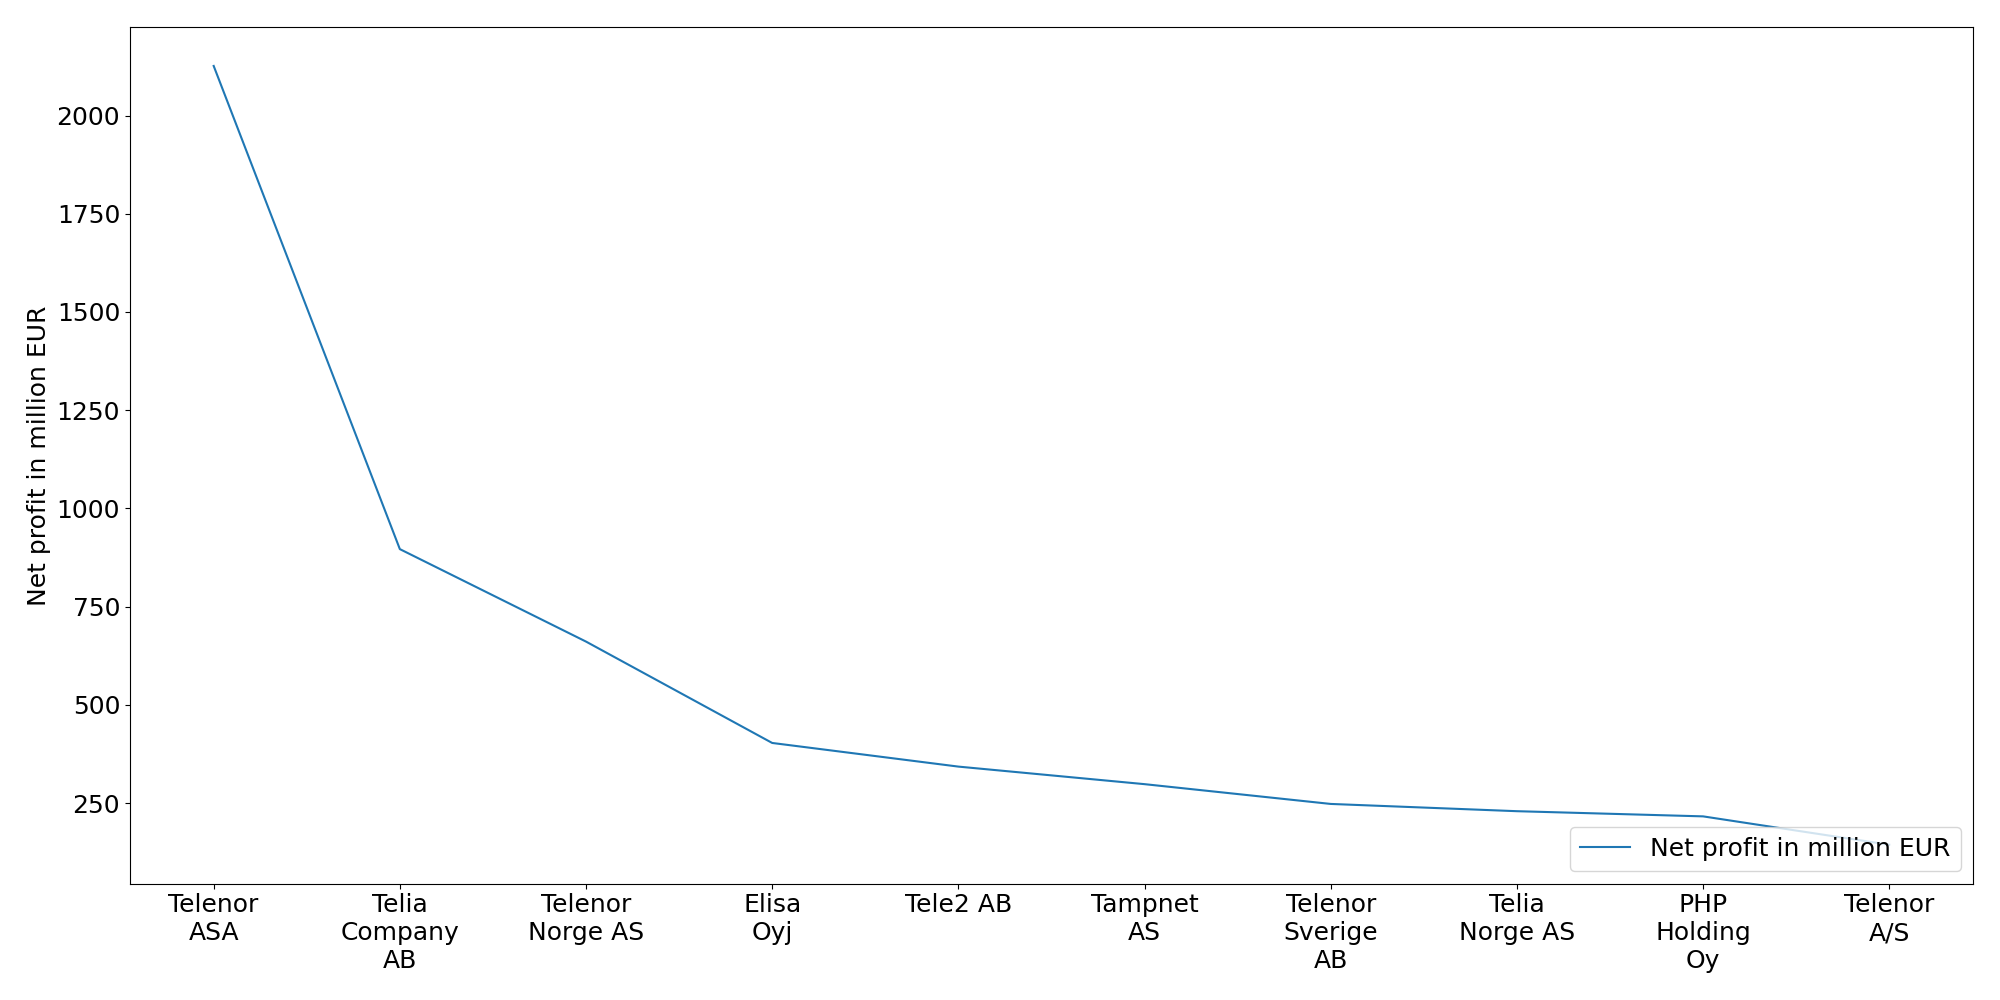 Net profit in million EUR
2000
1750
1500
1250
1000
750
500
250
Net profit in million EUR
Telenor
ASA
Telia
Company
AB
Telenor
Norge AS
Elisa
Oyj
Tele2 AB
Tampnet
AS
Telenor
Sverige
AB
Telia
Norge AS
PHP
Holding
Oy
Telenor
A/S